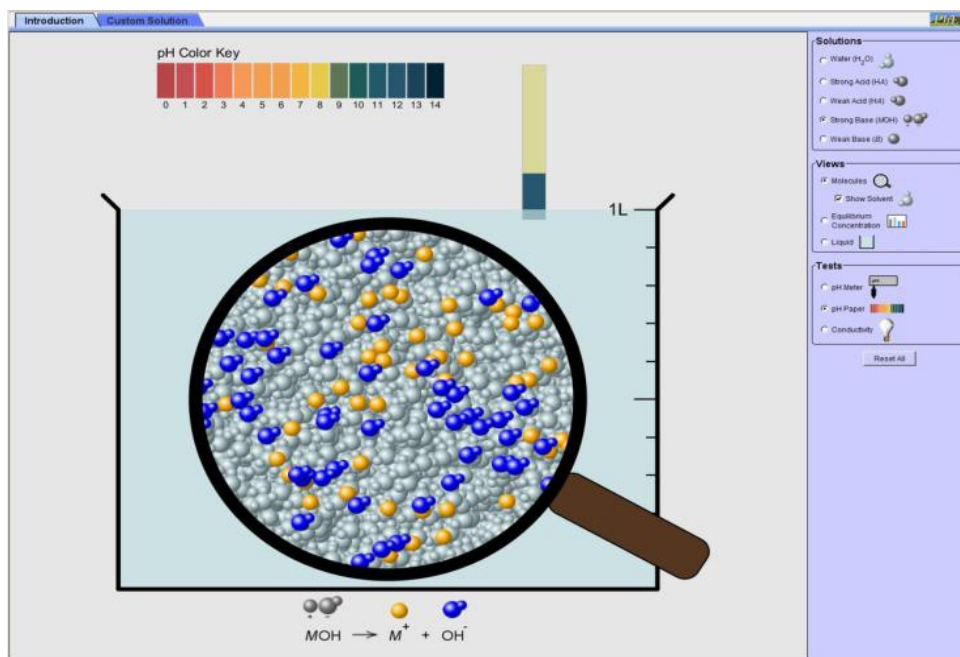 Introduction
Custom Solution
pH Color Key
0 1 2 3 4 5 6 7 8 9 10 11 12 13 14
1L
MOH → M+ + OH-
Solutions
Water (H2O)
Strong Acid (HA)
Weak Acid (HA)
Strong Base (MOH)
Weak Base (B)
Views
Molecules
Show Solvent
Equilibrium
Concentration
Liquid
Tests
pH Meter
pH
pH Paper
Conductivity
Reset All